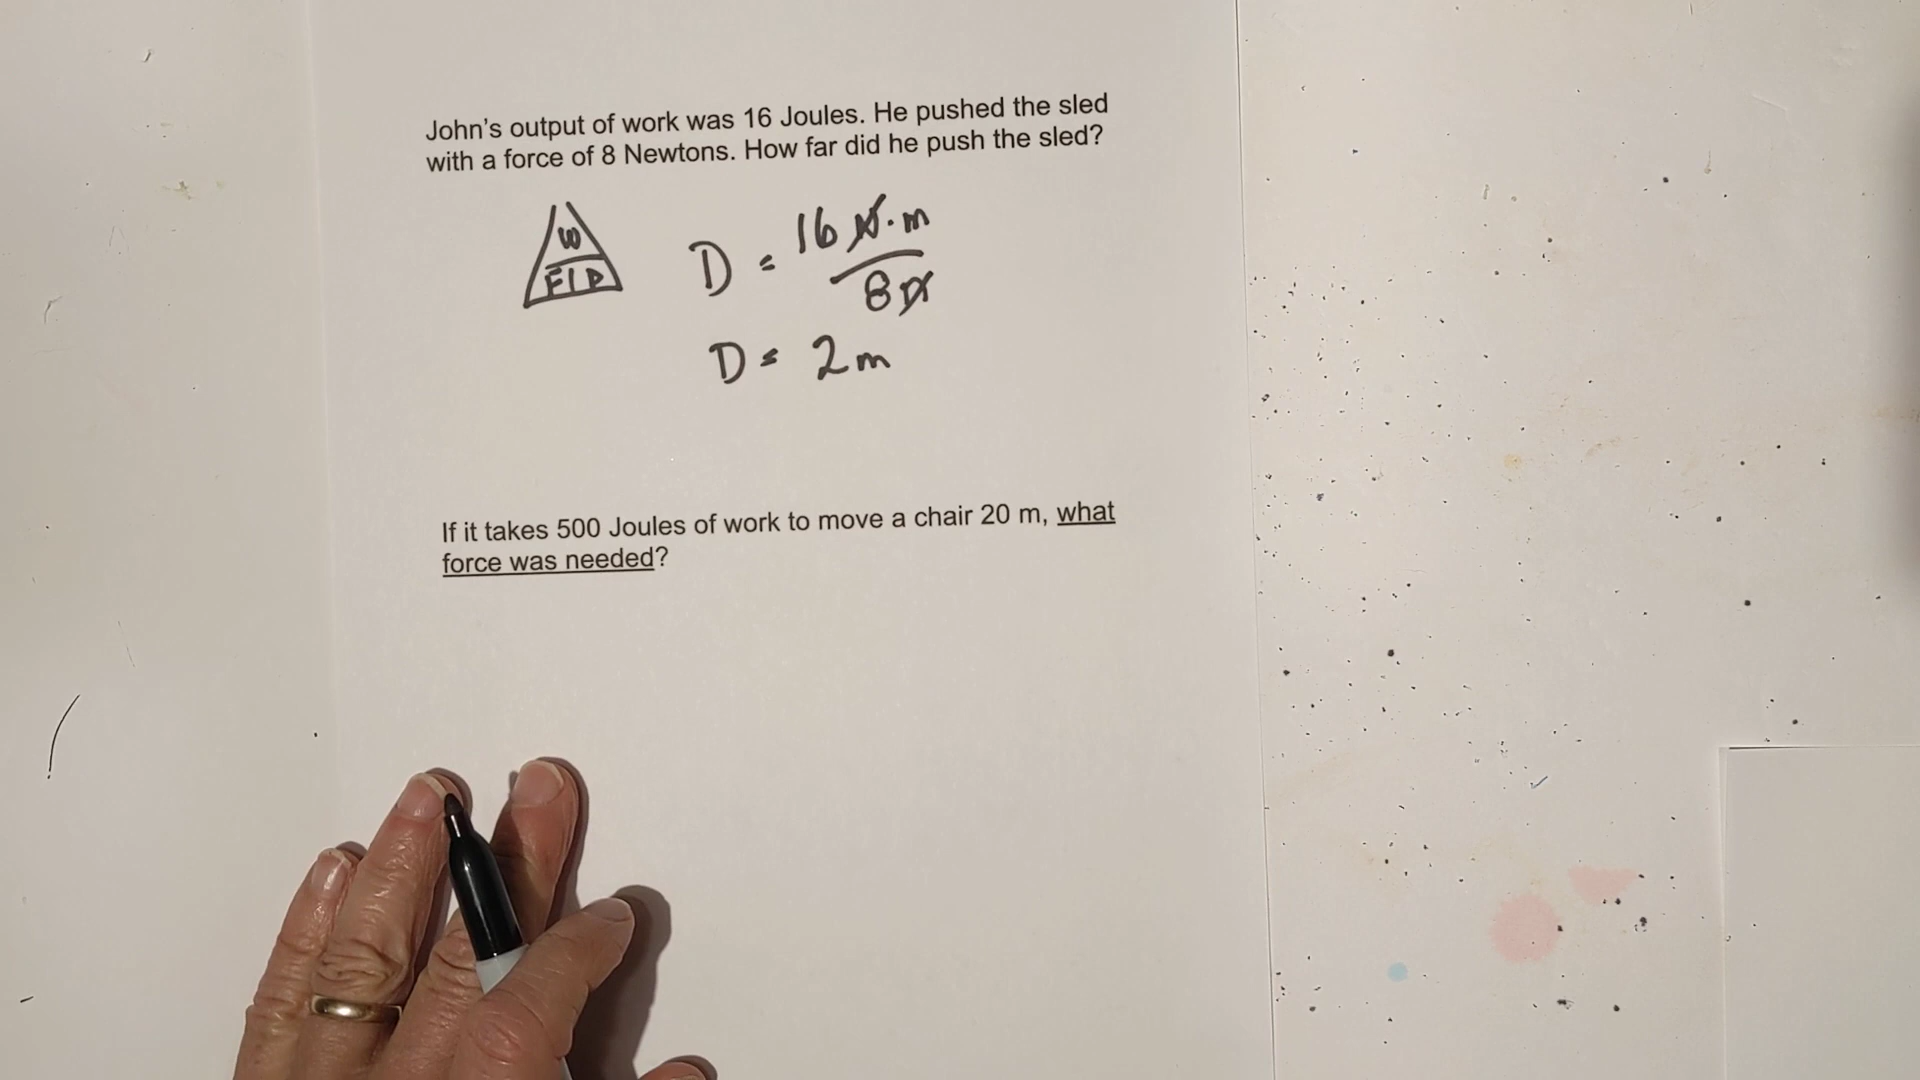 John's output of work was 16 Joules. He pushed the sled
with a force of 8 Newtons. How far did he push the sled?
W
F|D
D = 16 N·m
8N
D = 2m
If it takes 500 Joules of work to move a chair 20 m, what
force was needed?